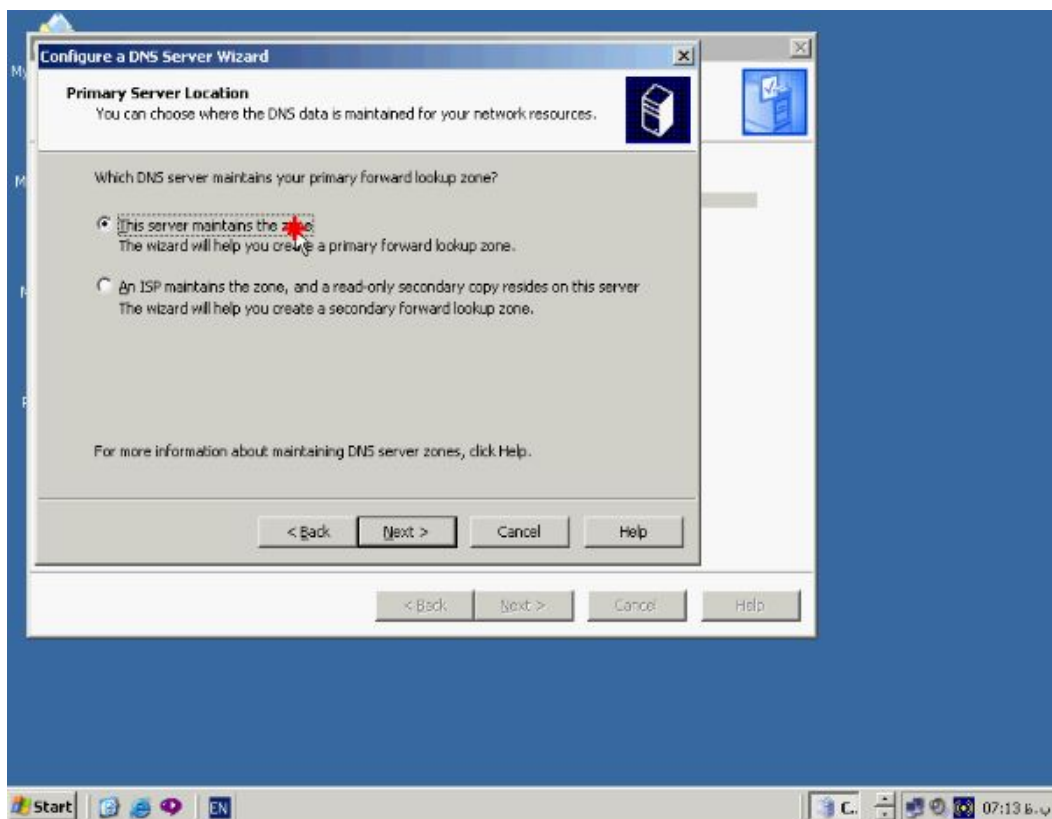 Configure a DNS Server Wizard
Primary Server Location
You can choose where the DNS data is maintained for your network resources.
Which DNS server maintains your primary forward lookup zone?
This server maintains the zone
The wizard will help you create a primary forward lookup zone.
An ISP maintains the zone, and a read-only secondary copy resides on this server
The wizard will help you create a secondary forward lookup zone.
For more information about maintaining DNS server zones, click Help.
< Back Next > Cancel Help
< Back Next > Cancel Help
Start EN C.. 07:13 ب.ظ